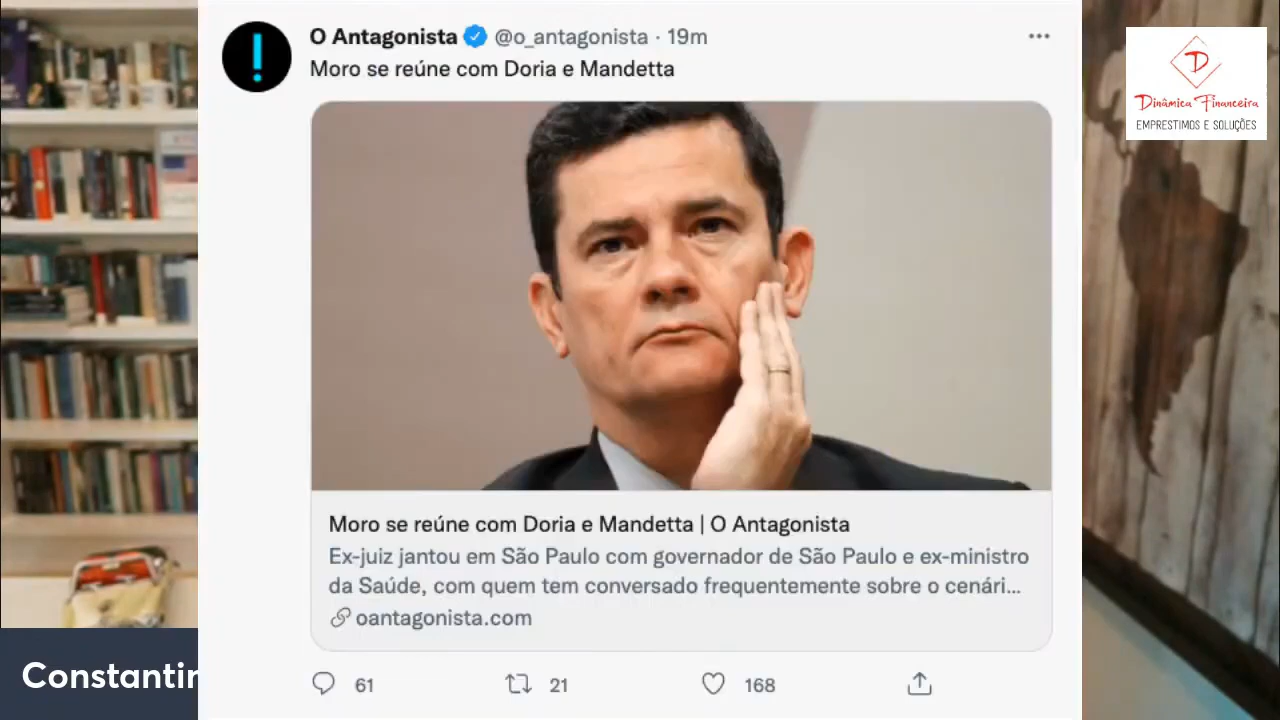 O Antagonista @o_antagonista · 19m
Moro se reúne com Doria e Mandetta
D
Dinâmica Financeira
EMPRESTIMOS E SOLUÇÕES
Moro se reúne com Doria e Mandetta | O Antagonista
Ex-juiz jantou em São Paulo com governador de São Paulo e ex-ministro
da Saúde, com quem tem conversado frequentemente sobre o cenári...
oantagonista.com
Constantin
61 21 168